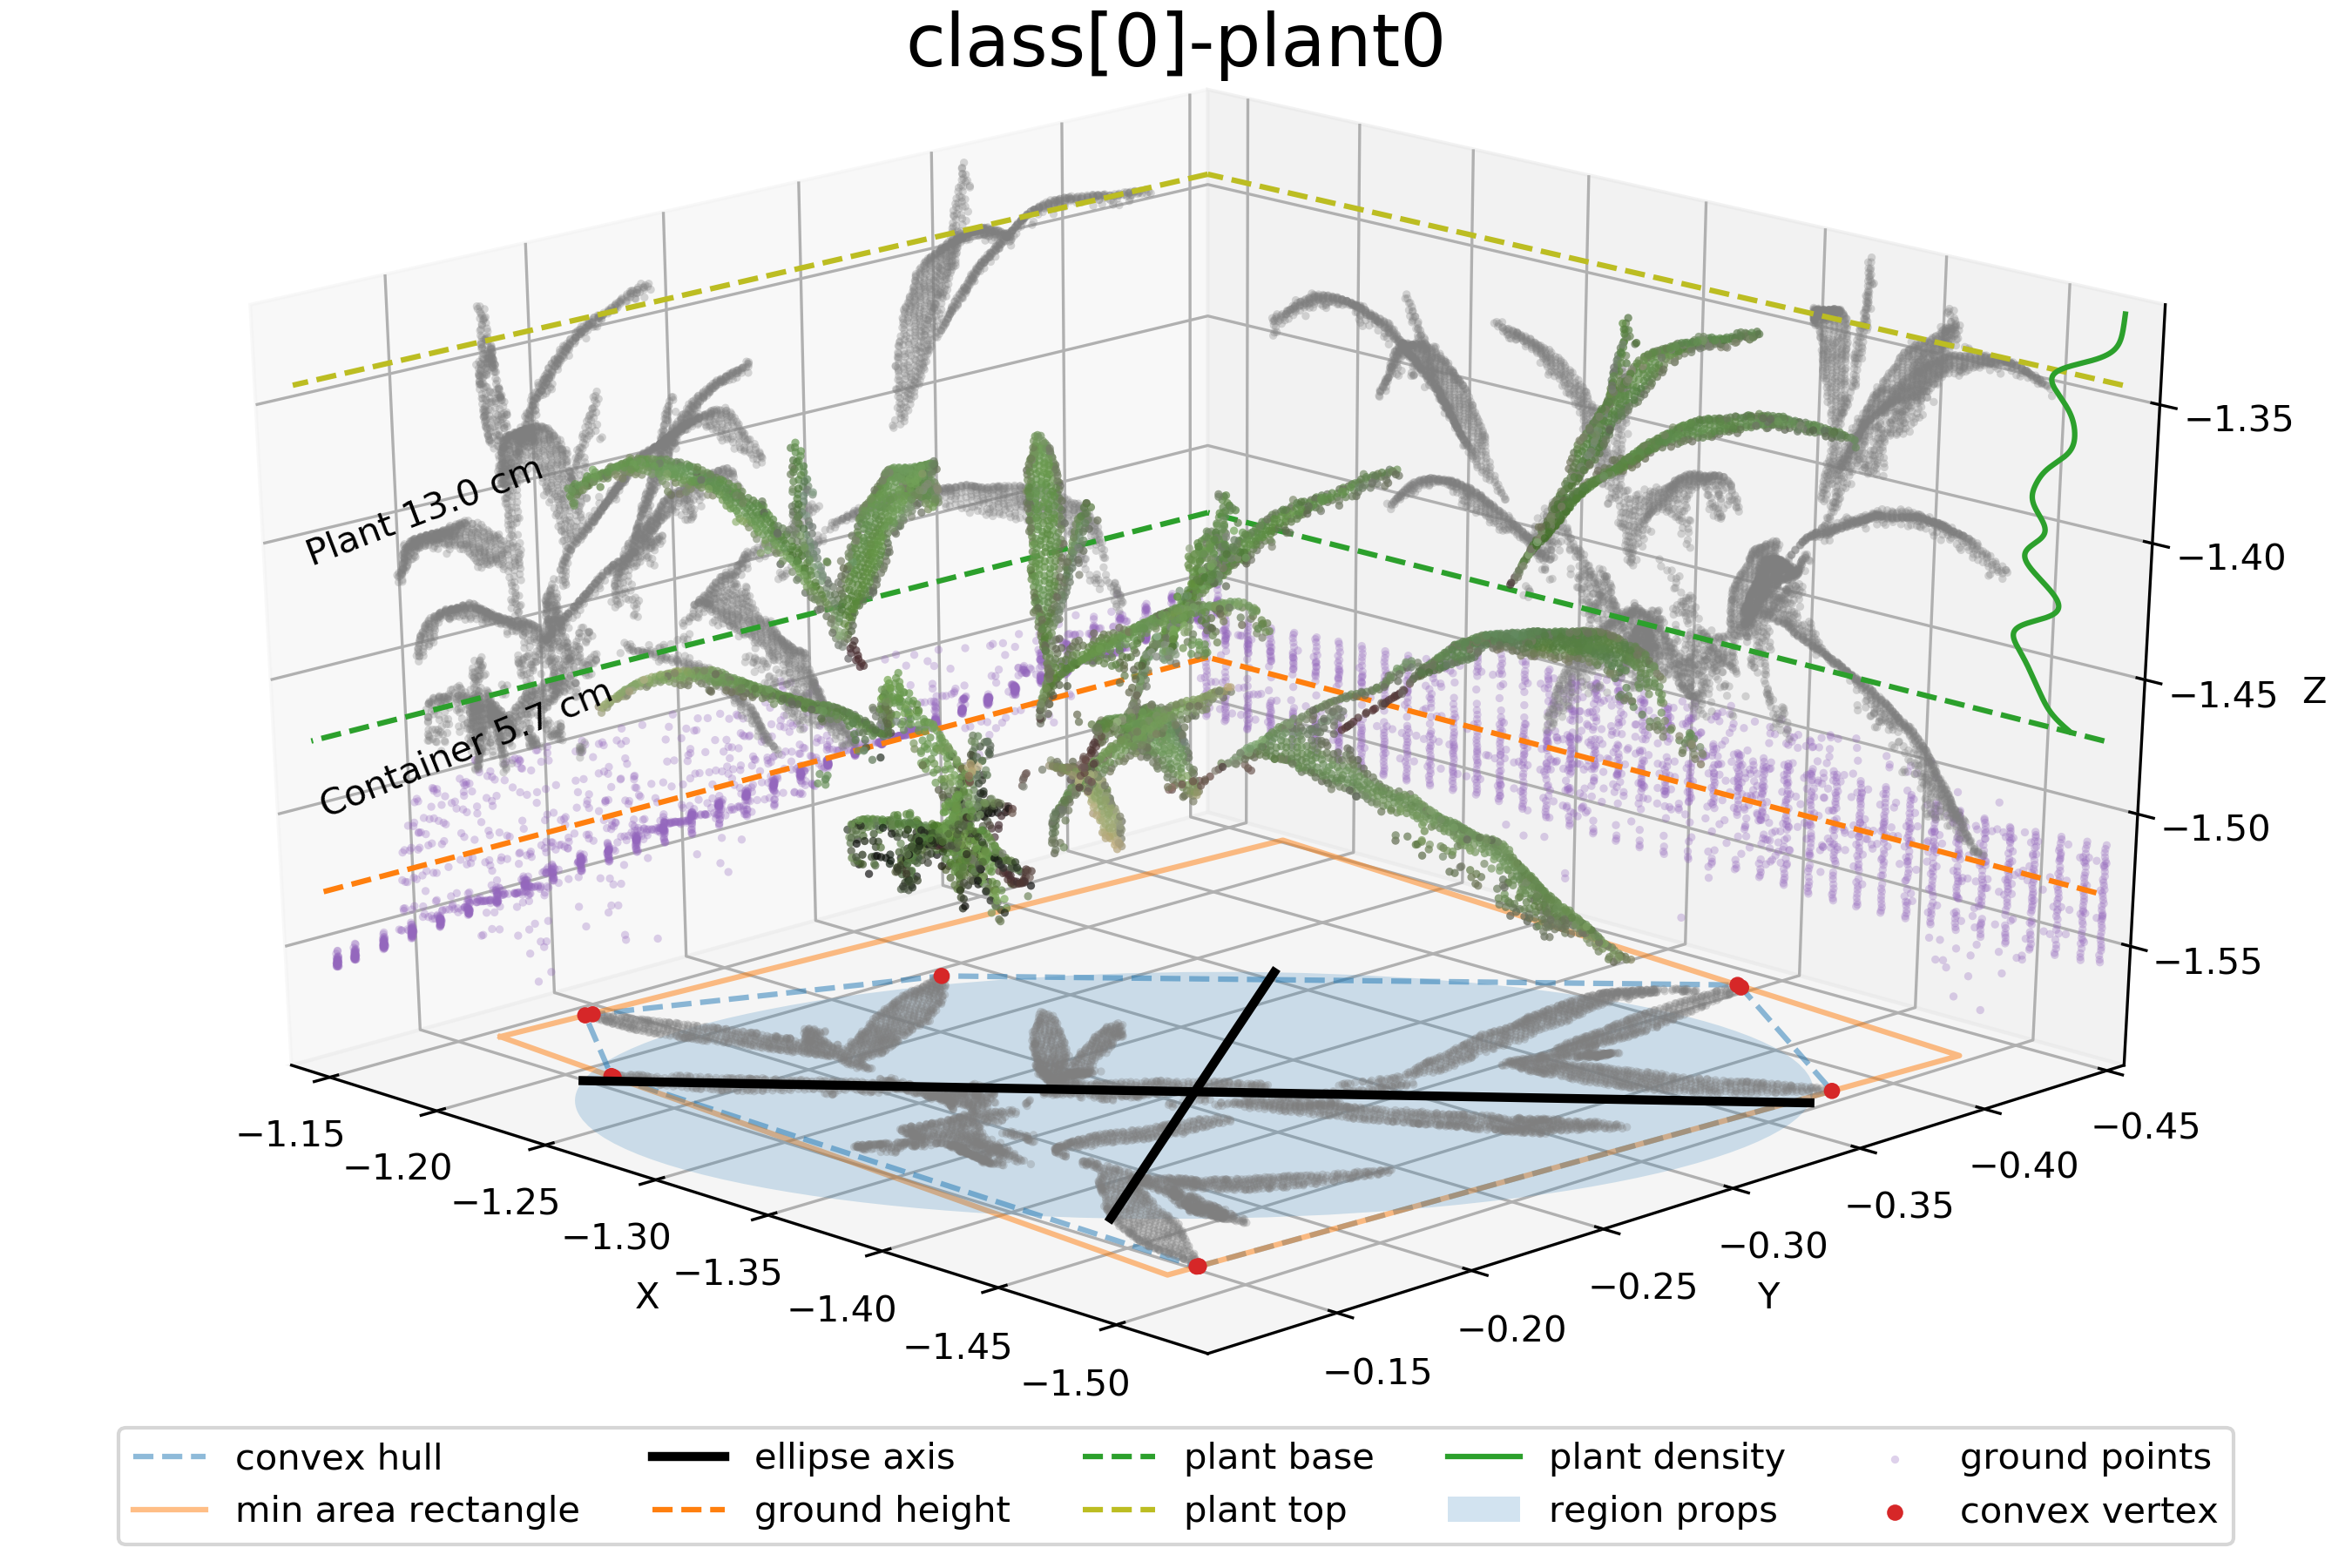 class[0]-plant0
Plant 13.0 cm
Container 5.7 cm
−1.35
−1.40
−1.45
−1.50
−1.55
Z
−1.15
−1.20
−1.25
−1.30
−1.35
−1.40
−1.45
−1.50
X
−0.15
−0.20
−0.25
−0.30
−0.35
−0.40
−0.45
Y
convex hull
min area rectangle
ellipse axis
ground height
plant base
plant top
plant density
region props
ground points
convex vertex